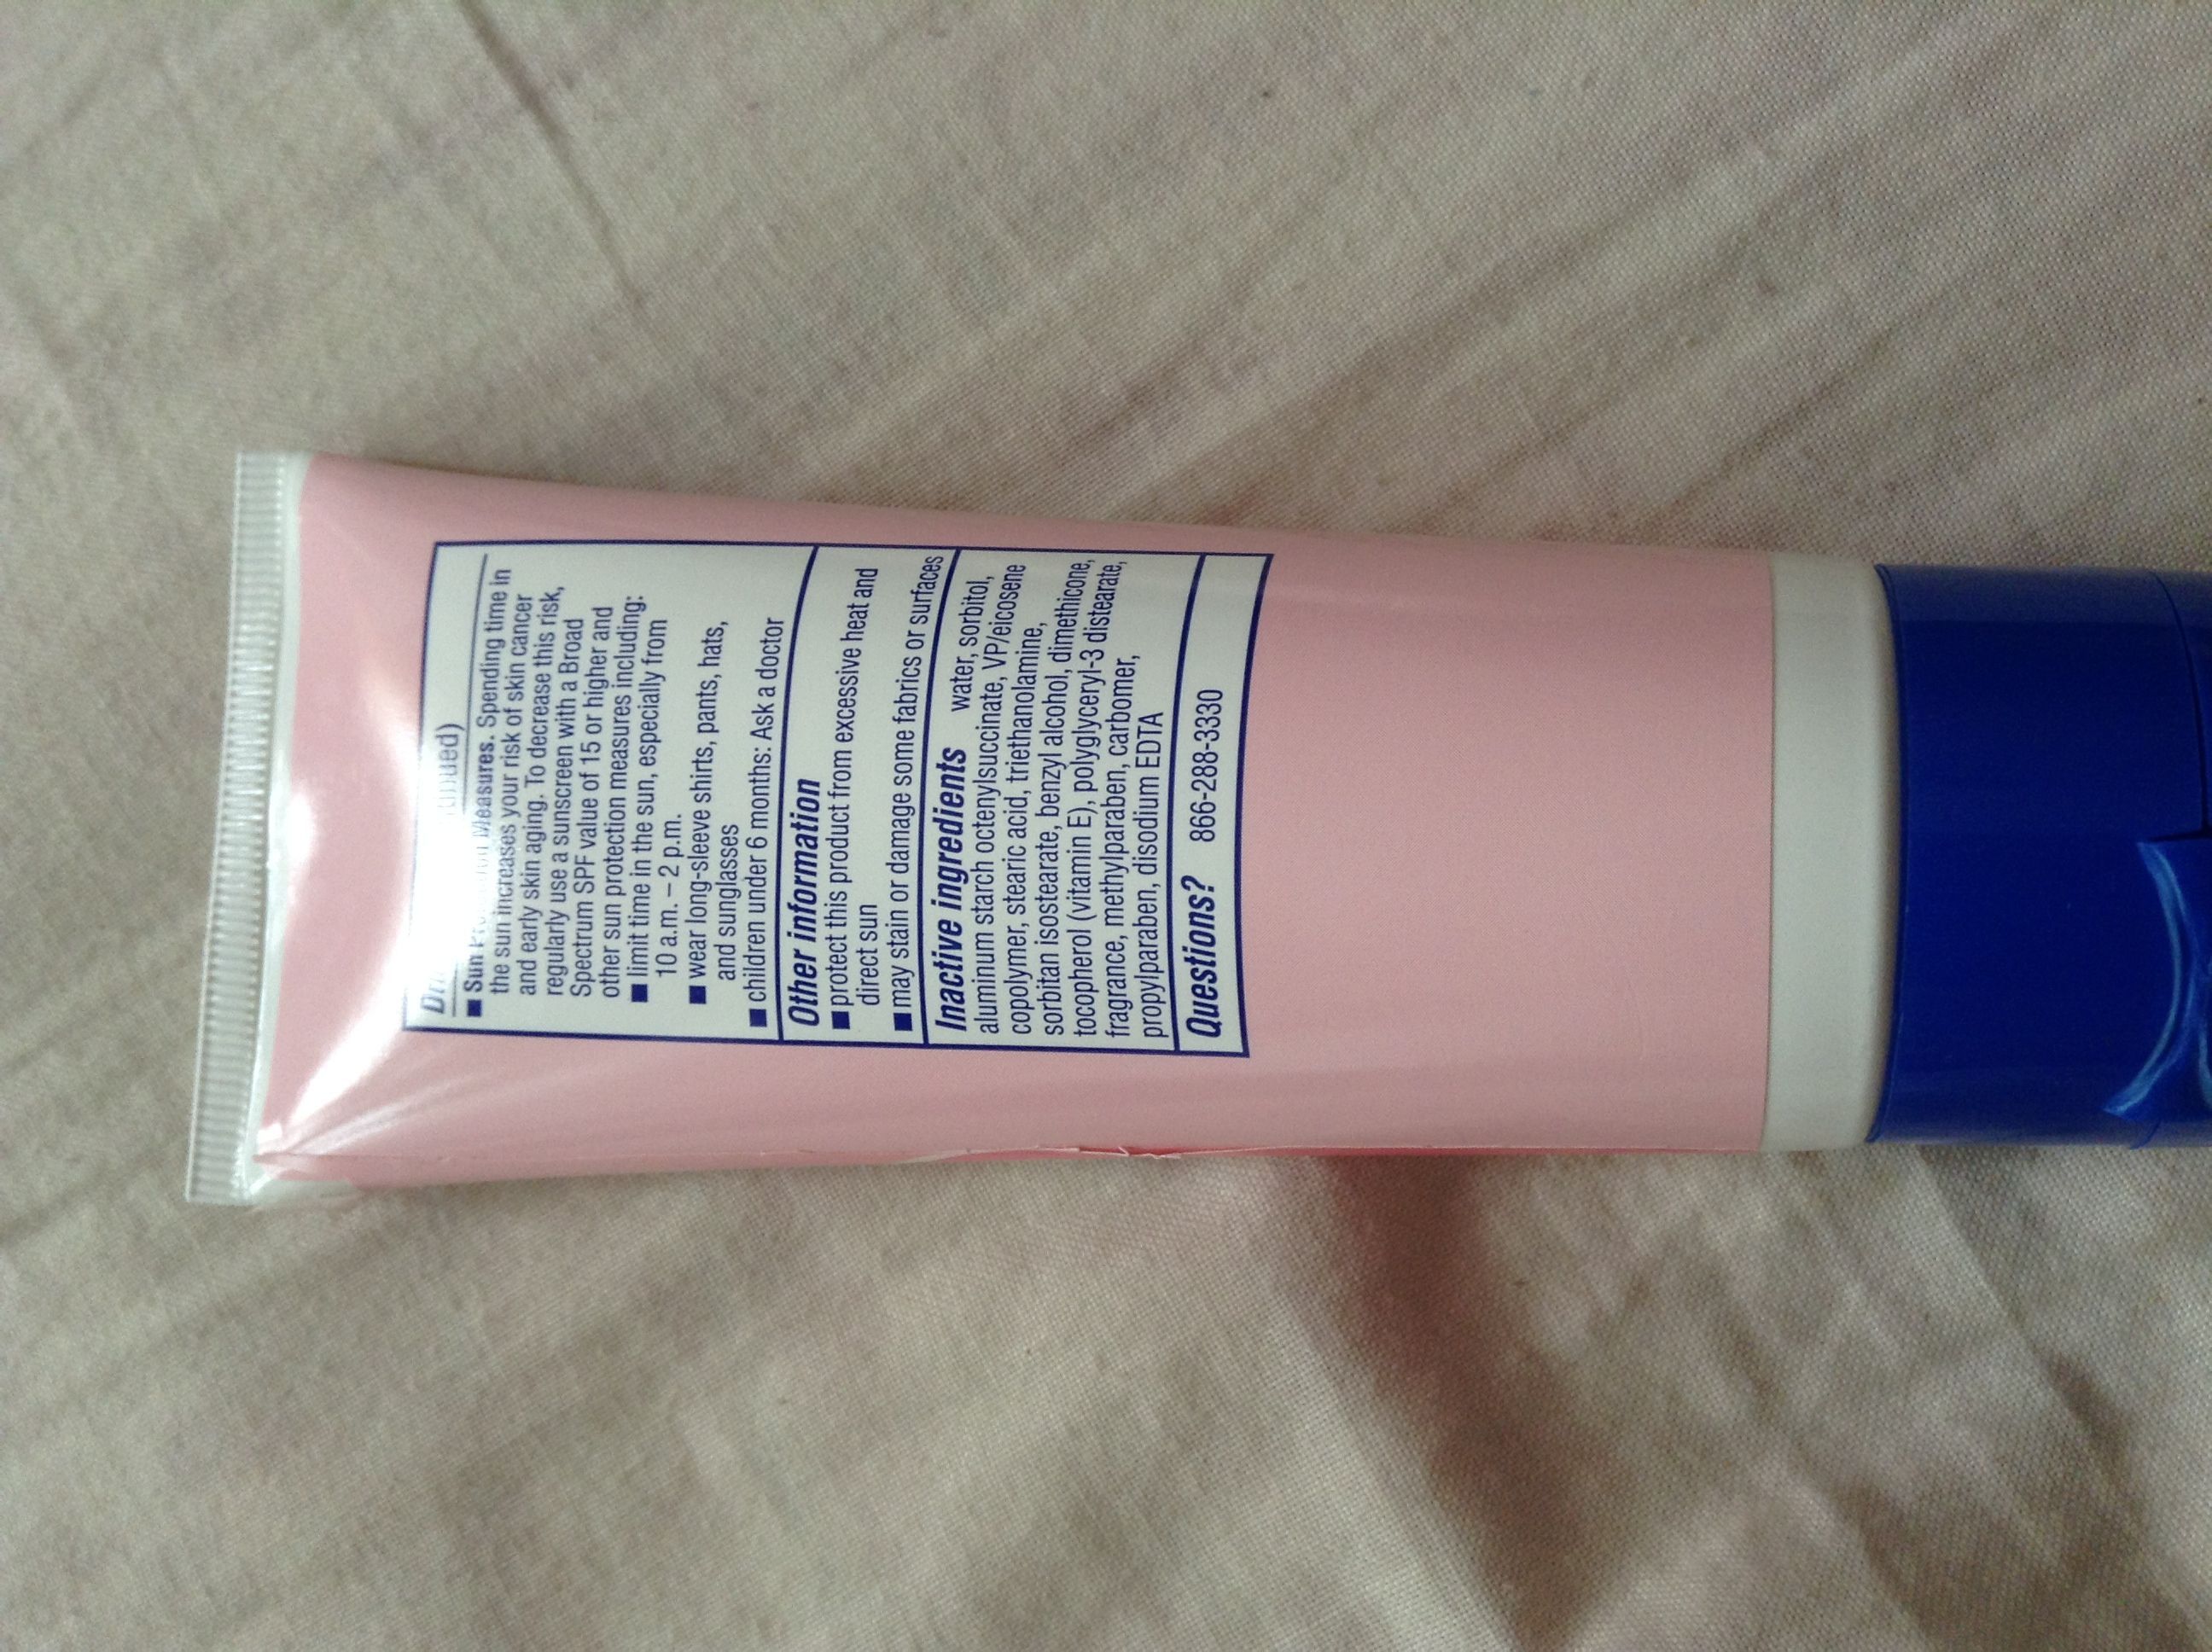 ■ Sun Measures. Spending time in
the sun increases your risk of skin cancer
and early skin aging. To decrease this risk,
regularly use a sunscreen with a Broad
Spectrum SPF value of 15 or higher and
other sun protection measures including:
■ limit time in the sun, especially from
10 a.m. – 2 p.m.
■ wear long-sleeve shirts, pants, hats,
and sunglasses
■ children under 6 months: Ask a doctor
Other information
■ protect this product from excessive heat and
direct sun
■ may stain or damage some fabrics or surfaces
Inactive ingredients water, sorbitol,
aluminum starch octenylsuccinate, VP/eicosene
copolymer, stearic acid, triethanolamine,
sorbitan isostearate, benzyl alcohol, dimethicone,
tocopherol (vitamin E), polyglyceryl-3 distearate,
fragrance, methylparaben, carbomer,
propylparaben, disodium EDTA
Questions? 866-288-3330